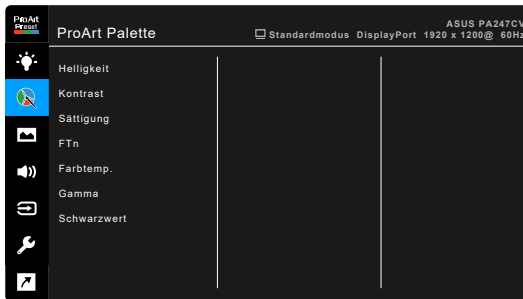 ProArt
Preset
ProArt Palette
ASUS PA247CV
Standardmodus DisplayPort 1920 x 1200@ 60Hz
Helligkeit
Kontrast
Sättigung
FTn
Farbtemp.
Gamma
Schwarzwert